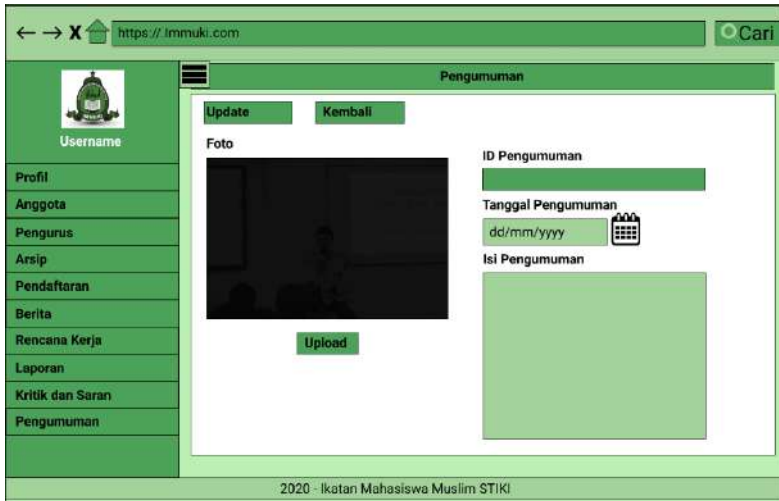 X https://.Immuki.com Cari
Pengumuman
Username
Profil
Anggota
Pengurus
Arsip
Pendaftaran
Berita
Rencana Kerja
Laporan
Kritik dan Saran
Pengumuman
Update Kembali
Foto
Upload
ID Pengumuman
Tanggal Pengumuman
dd/mm/yyyy
Isi Pengumuman
2020 - Ikatan Mahasiswa Muslim STIKI